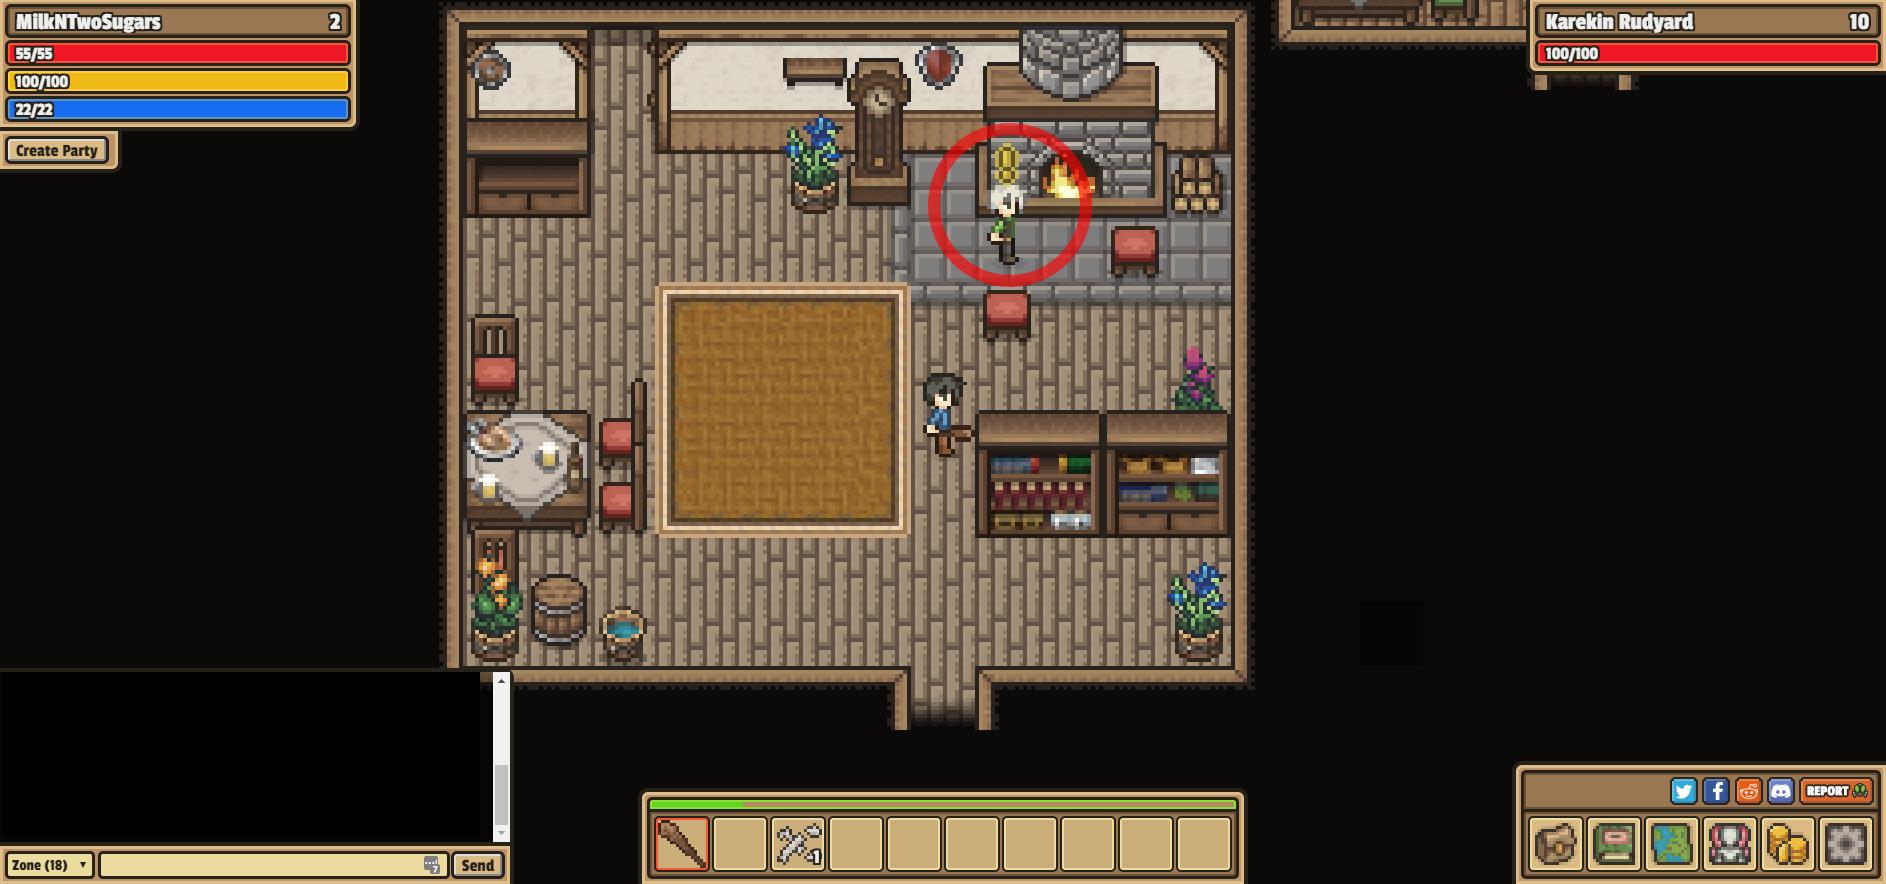 MilkNTwoSugars 2
55/55
100/100
22/22
Create Party
Karekin Rudyard 10
100/100
REPORT
1
Zone (18)
Send